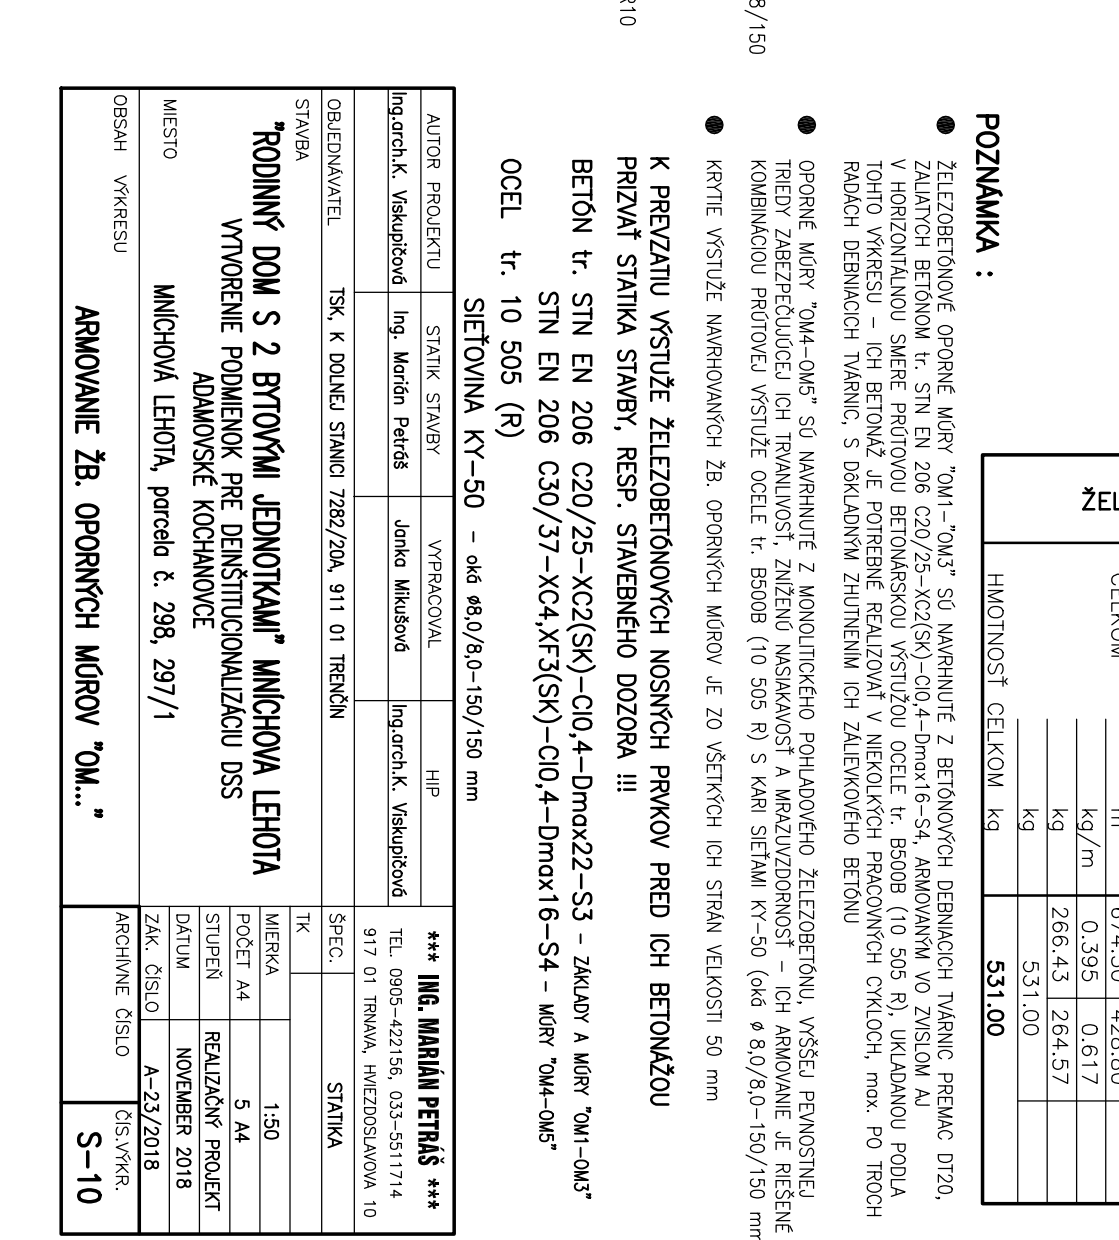 ŽEL
CELKOM m 674.50 428.80
kg/m 0.395 0.617
kg 266.43 264.57
kg 531.00
HMOTNOSŤ CELKOM kg 531.00
POZNÁMKA :
ŽELEZOBETÓNOVÉ OPORNÉ MÚRY "OM1-"OM3" SÚ NAVRHNUTÉ Z BETÓNOVÝCH DEBNIACICH TVÁRNIC PREMAC DT20,
ZALIATYCH BETÓNOM tr. STN EN 206 C20/25-XC2(SK)-Cl0,4-Dmax16-S4, ARMOVANÝM VO ZVISLOM AJ
V HORIZONTÁLNOU SMERE PRÚTOVOU BETONÁRSKOU VÝSTUŽOU OCELE tr. B500B (10 505 R), UKLADANOU PODLA
TOHTO VÝKRESU - ICH BETONÁŽ JE POTREBNÉ REALIZOVAŤ V NIEKOLKÝCH PRACOVNÝCH CYKLOCH, max. PO TROCH
RADÁCH DEBNIACICH TVÁRNIC, S DôKLADNÝM ZHUTNENÍM ICH ZÁLIEVKOVÉHO BETÓNU
OPORNÉ MÚRY "OM4-OM5" SÚ NAVRHNUTÉ Z MONOLITICKÉHO POHLADOVÉHO ŽELEZOBETÓNU, VYŠŠEJ PEVNOSTNEJ
TRIEDY ZABEZPEČUJÚCEJ ICH TRVANLIVOSŤ, ZNÍŽENÚ NASIAKAVOSŤ A MRAZUVZDORNOSŤ - ICH ARMOVANIE JE RIEŠENÉ
KOMBINÁCIOU PRÚTOVEJ VÝSTUŽE OCELE tr. B500B (10 505 R) S KARI SIEŤAMI KY-50 (oká ø 8,0/8,0-150/150 mm
8/150
KRYTIE VÝSTUŽE NAVRHOVANÝCH ŽB. OPORNÝCH MÚROV JE ZO VŠETKÝCH ICH STRÁN VELKOSTI 50 mm
R10
K PREVZATIU VÝSTUŽE ŽELEZOBETÓNOVÝCH NOSNÝCH PRVKOV PRED ICH BETONÁŽOU
PRIZVAŤ STATIKA STAVBY, RESP. STAVEBNÉHO DOZORA !!!
BETÓN tr. STN EN 206 C20/25-XC2(SK)-Cl0,4-Dmax22-S3 - ZÁKLADY A MÚRY "OM1-OM3"
STN EN 206 C30/37-XC4,XF3(SK)-Cl0,4-Dmax16-S4 - MÚRY "OM4-OM5"
OCEL tr. 10 505 (R)
SIEŤOVINA KY-50 - oká ø8,0/8,0-150/150 mm
AUTOR PROJEKTU STATIK STAVBY VYPRACOVAL HIP
Ing.arch.K. Viskupičová Ing. Marián Petráš Janka Mikušová Ing.arch.K. Viskupičová
*** ING. MARIÁN PETRÁŠ ***
TEL. 0905-422156, 033-5511714
917 01 TRNAVA, HVIEZDOSLAVOVA 10
OBJEDNÁVATEL TSK, K DOLNEJ STANICI 7282/20A, 911 01 TRENČÍN
ŠPEC. STATIKA
TK
STAVBA
"RODINNÝ DOM S 2 BYTOVÝMI JEDNOTKAMI" MNÍCHOVA LEHOTA
VYTVORENIE PODMIENOK PRE DEINŠTITUCIONALIZÁCIU DSS
ADAMOVSKÉ KOCHANOVCE
MIESTO MNÍCHOVÁ LEHOTA, parcela č. 298, 297/1
MIERKA 1:50
POČET A4 5 A4
STUPEŇ REALIZAČNÝ PROJEKT
DÁTUM NOVEMBER 2018
ZÁK. ČÍSLO A-23/2018
OBSAH VÝKRESU
ARMOVANIE ŽB. OPORNÝCH MÚROV "OM..."
ARCHÍVNE ČÍSLO
ČÍS.VÝKR.
S-10